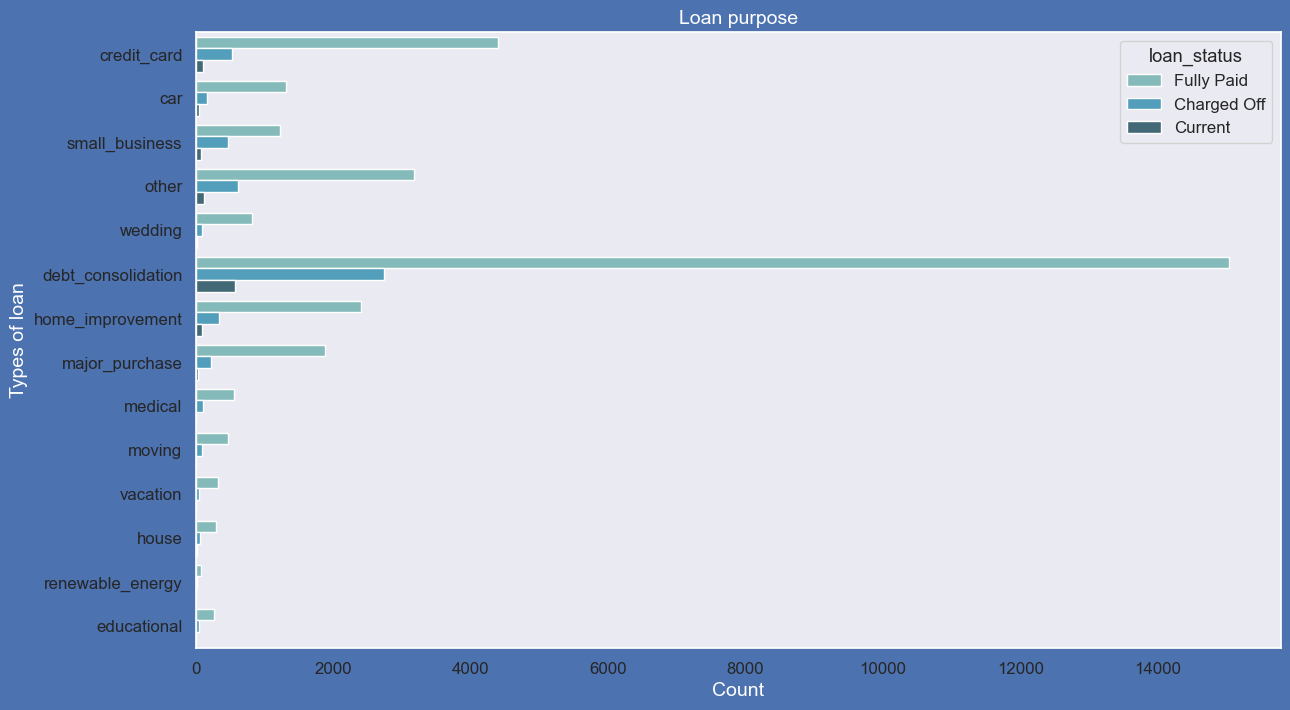 Loan purpose
loan_status
Fully Paid
Charged Off
Current
Types of loan
credit_card
car
small_business
other
wedding
debt_consolidation
home_improvement
major_purchase
medical
moving
vacation
house
renewable_energy
educational
0 2000 4000 6000 8000 10000 12000 14000
Count